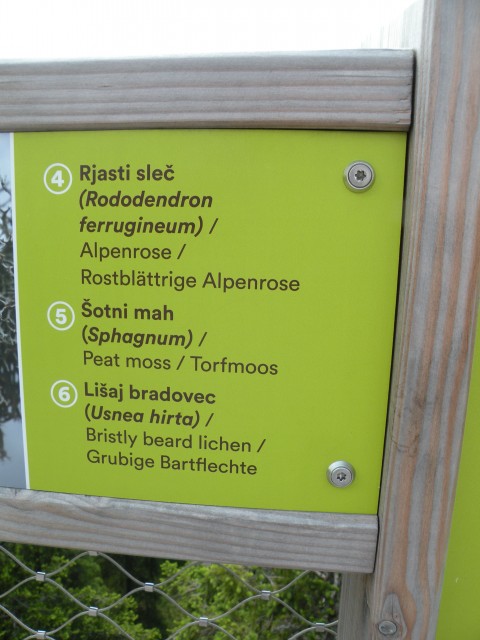 4 Rjasti sleč
(Rododendron
ferrugineum) /
Alpenrose /
Rostblättrige Alpenrose
5 Šotni mah
(Sphagnum) /
Peat moss / Torfmoos
6 Lišaj bradovec
(Usnea hirta) /
Bristly beard lichen /
Grubige Bartflechte